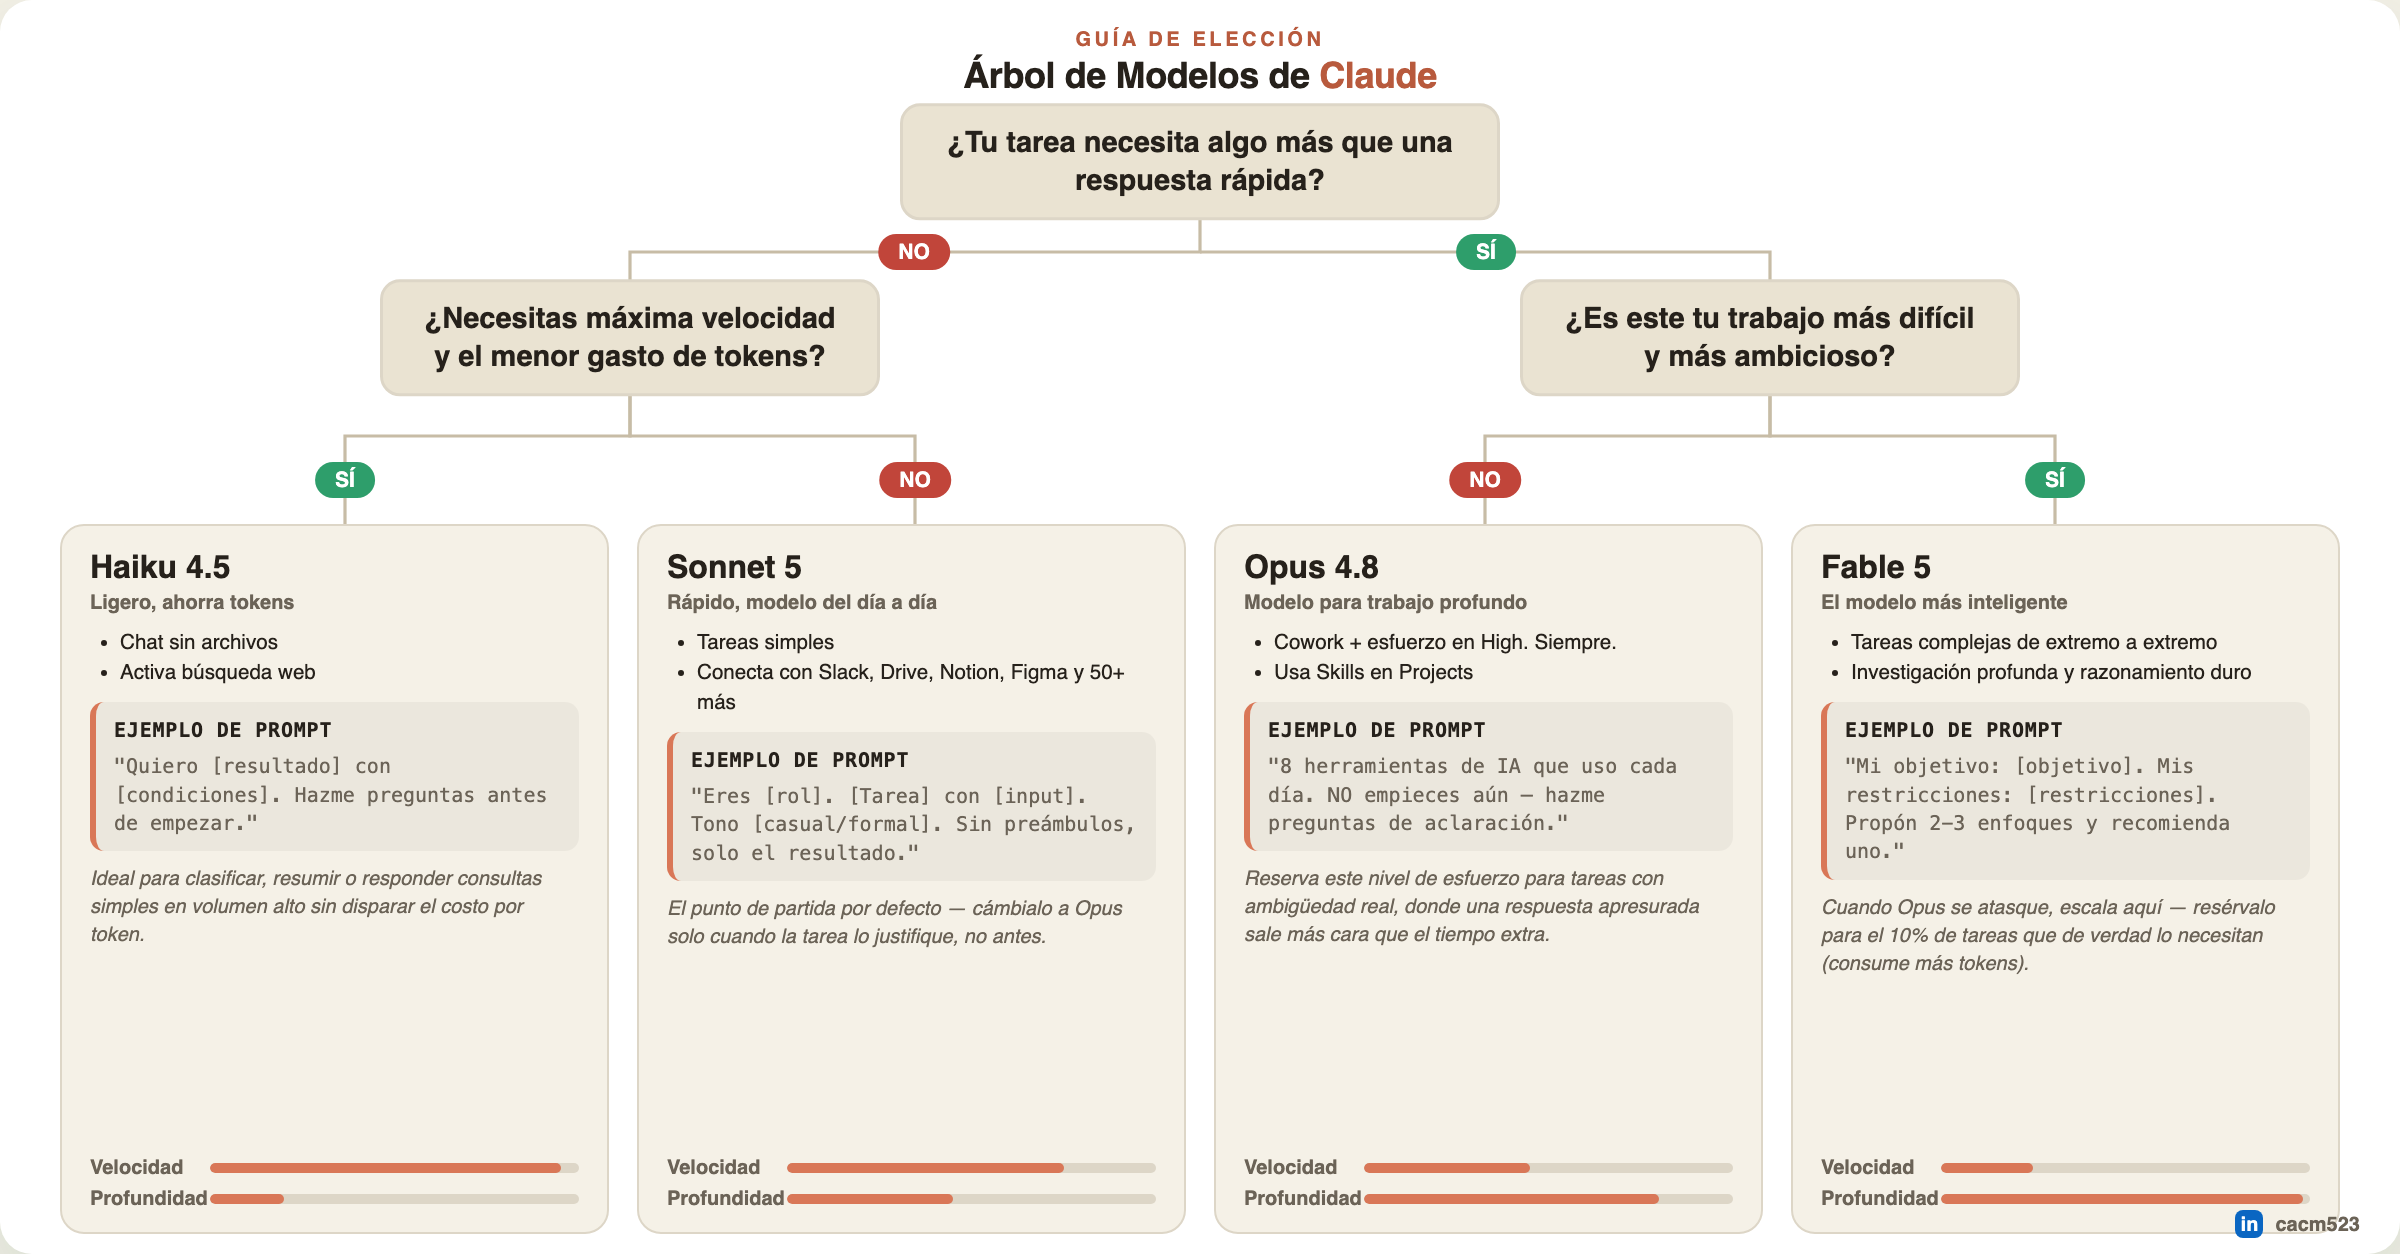 GUÍA DE ELECCIÓN
Árbol de Modelos de Claude
¿Tu tarea necesita algo más que una
respuesta rápida?
NO
SÍ
¿Necesitas máxima velocidad
y el menor gasto de tokens?
¿Es este tu trabajo más difícil
y más ambicioso?
SÍ
NO
NO
SÍ
Haiku 4.5
Ligero, ahorra tokens
• Chat sin archivos
• Activa búsqueda web
EJEMPLO DE PROMPT
"Quiero [resultado] con
[condiciones]. Hazme preguntas antes
de empezar."
Ideal para clasificar, resumir o responder consultas
simples en volumen alto sin disparar el costo por
token.
Velocidad
Profundidad
Sonnet 5
Rápido, modelo del día a día
• Tareas simples
• Conecta con Slack, Drive, Notion, Figma y 50+
más
EJEMPLO DE PROMPT
"Eres [rol]. [Tarea] con [input].
Tono [casual/formal]. Sin preámbulos,
solo el resultado."
El punto de partida por defecto — cámbialo a Opus
solo cuando la tarea lo justifique, no antes.
Velocidad
Profundidad
Opus 4.8
Modelo para trabajo profundo
• Cowork + esfuerzo en High. Siempre.
• Usa Skills en Projects
EJEMPLO DE PROMPT
"8 herramientas de IA que uso cada
día. NO empieces aún — hazme
preguntas de aclaración."
Reserva este nivel de esfuerzo para tareas con
ambigüedad real, donde una respuesta apresurada
sale más cara que el tiempo extra.
Velocidad
Profundidad
Fable 5
El modelo más inteligente
• Tareas complejas de extremo a extremo
• Investigación profunda y razonamiento duro
EJEMPLO DE PROMPT
"Mi objetivo: [objetivo]. Mis
restricciones: [restricciones].
Propón 2–3 enfoques y recomienda
uno."
Cuando Opus se atasque, escala aquí — resérvalo
para el 10% de tareas que de verdad lo necesitan
(consume más tokens).
Velocidad
Profundidad
in cacm523